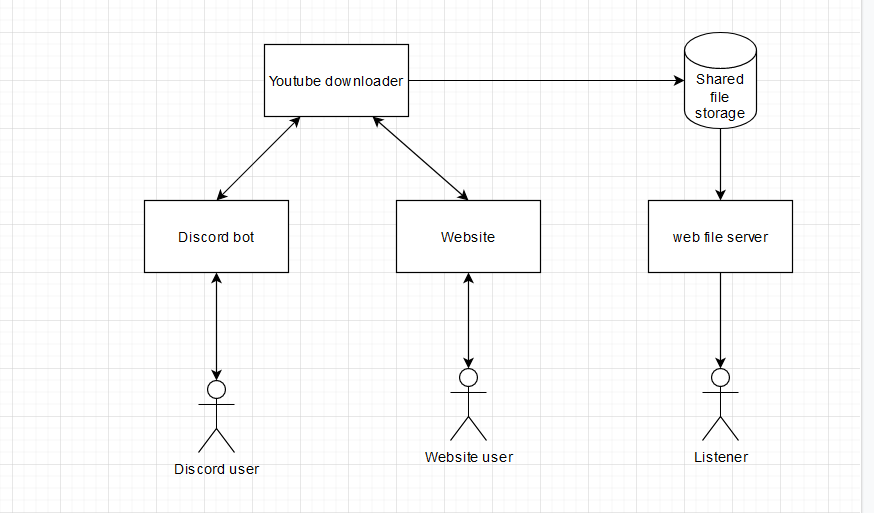 Youtube downloader
Shared
file
storage
Discord bot
Website
web file server
Discord user
Website user
Listener